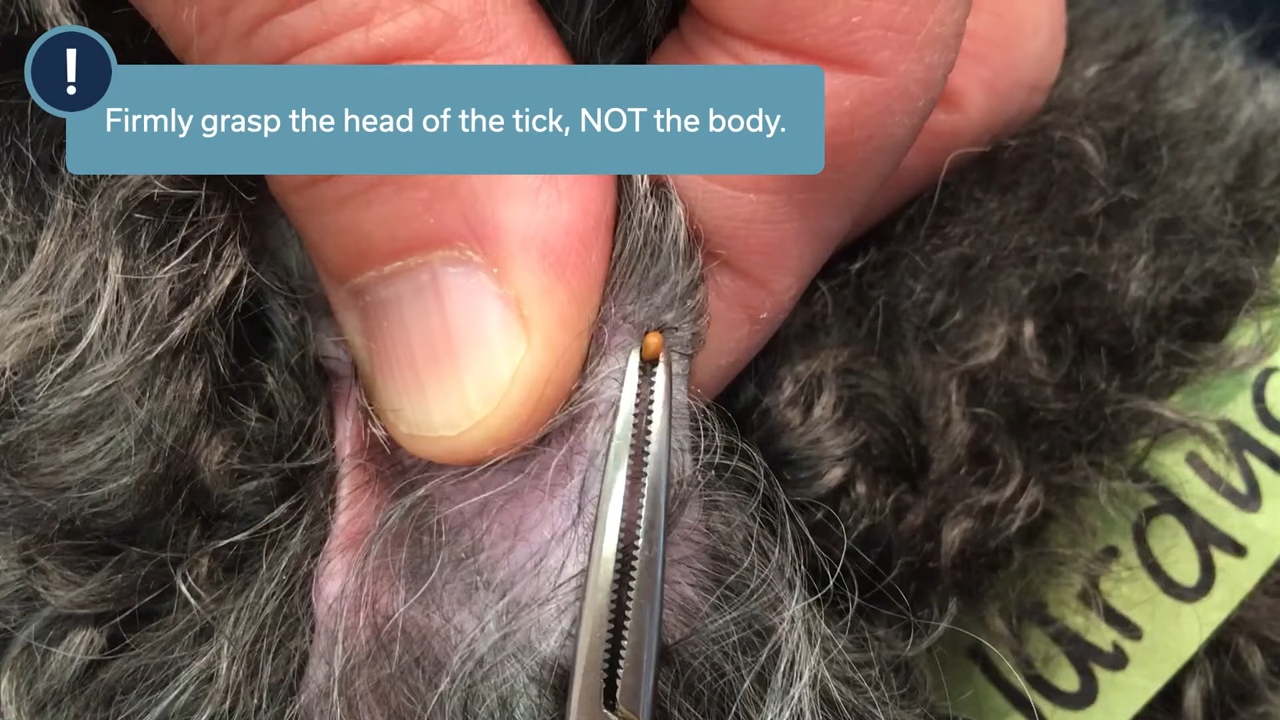 !
Firmly grasp the head of the tick, NOT the body.